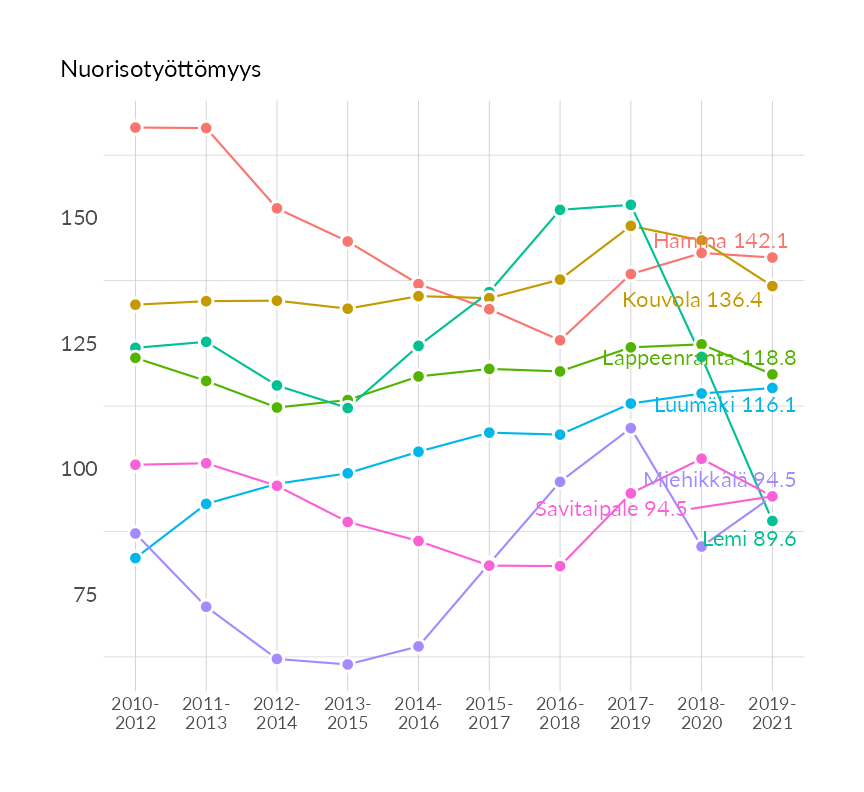 Nuorisotyöttömyys
150
125
100
75
Hamina 142.1
Kouvola 136.4
Lappeenranta 118.8
Luumäki 116.1
Miehikkälä 94.5
Savitaipale 94.5
Lemi 89.6
2010- 2011- 2012- 2013- 2014- 2015- 2016- 2017- 2018- 2019-
2012 2013 2014 2015 2016 2017 2018 2019 2020 2021